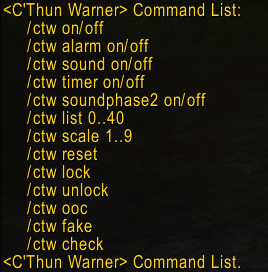 <C'Thun Warner> Command List:
/ctw on/off
/ctw alarm on/off
/ctw sound on/off
/ctw timer on/off
/ctw soundphase2 on/off
/ctw list 0..40
/ctw scale 1..9
/ctw reset
/ctw lock
/ctw unlock
/ctw ooc
/ctw fake
/ctw check
<C'Thun Warner> Command List.